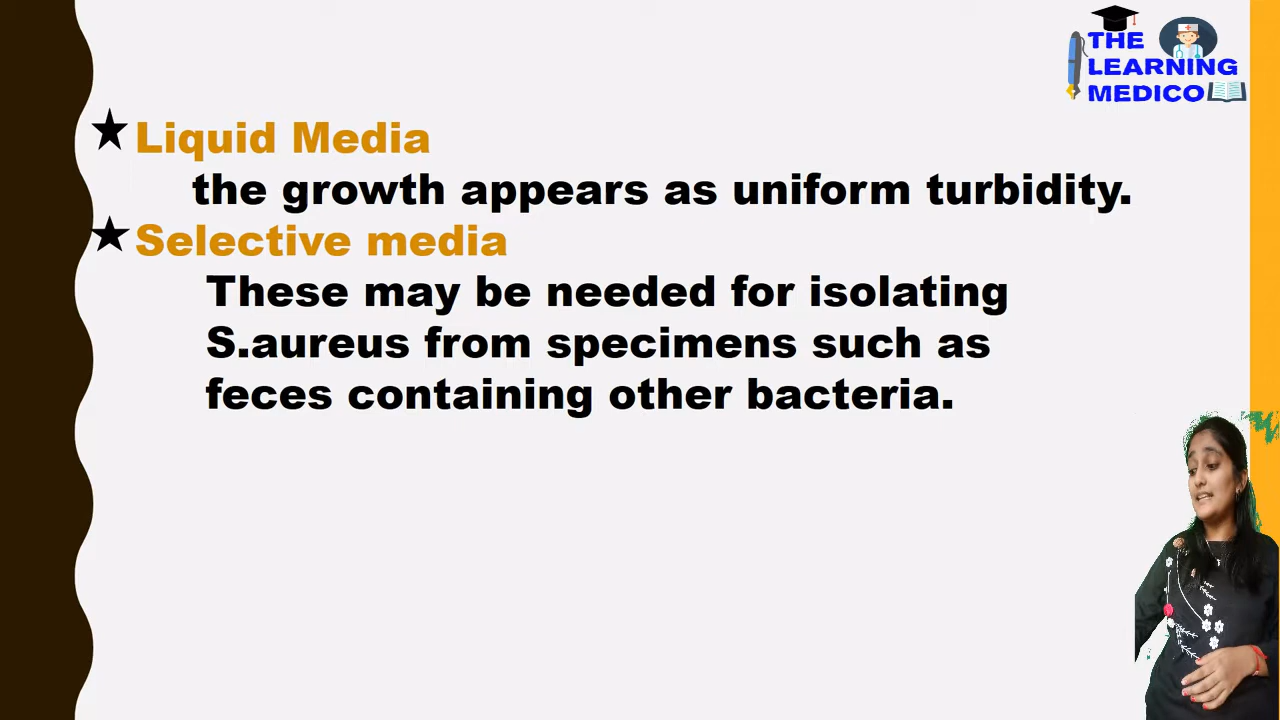 THE
LEARNING
MEDICO
Liquid Media
the growth appears as uniform turbidity.
Selective media
These may be needed for isolating
S.aureus from specimens such as
feces containing other bacteria.